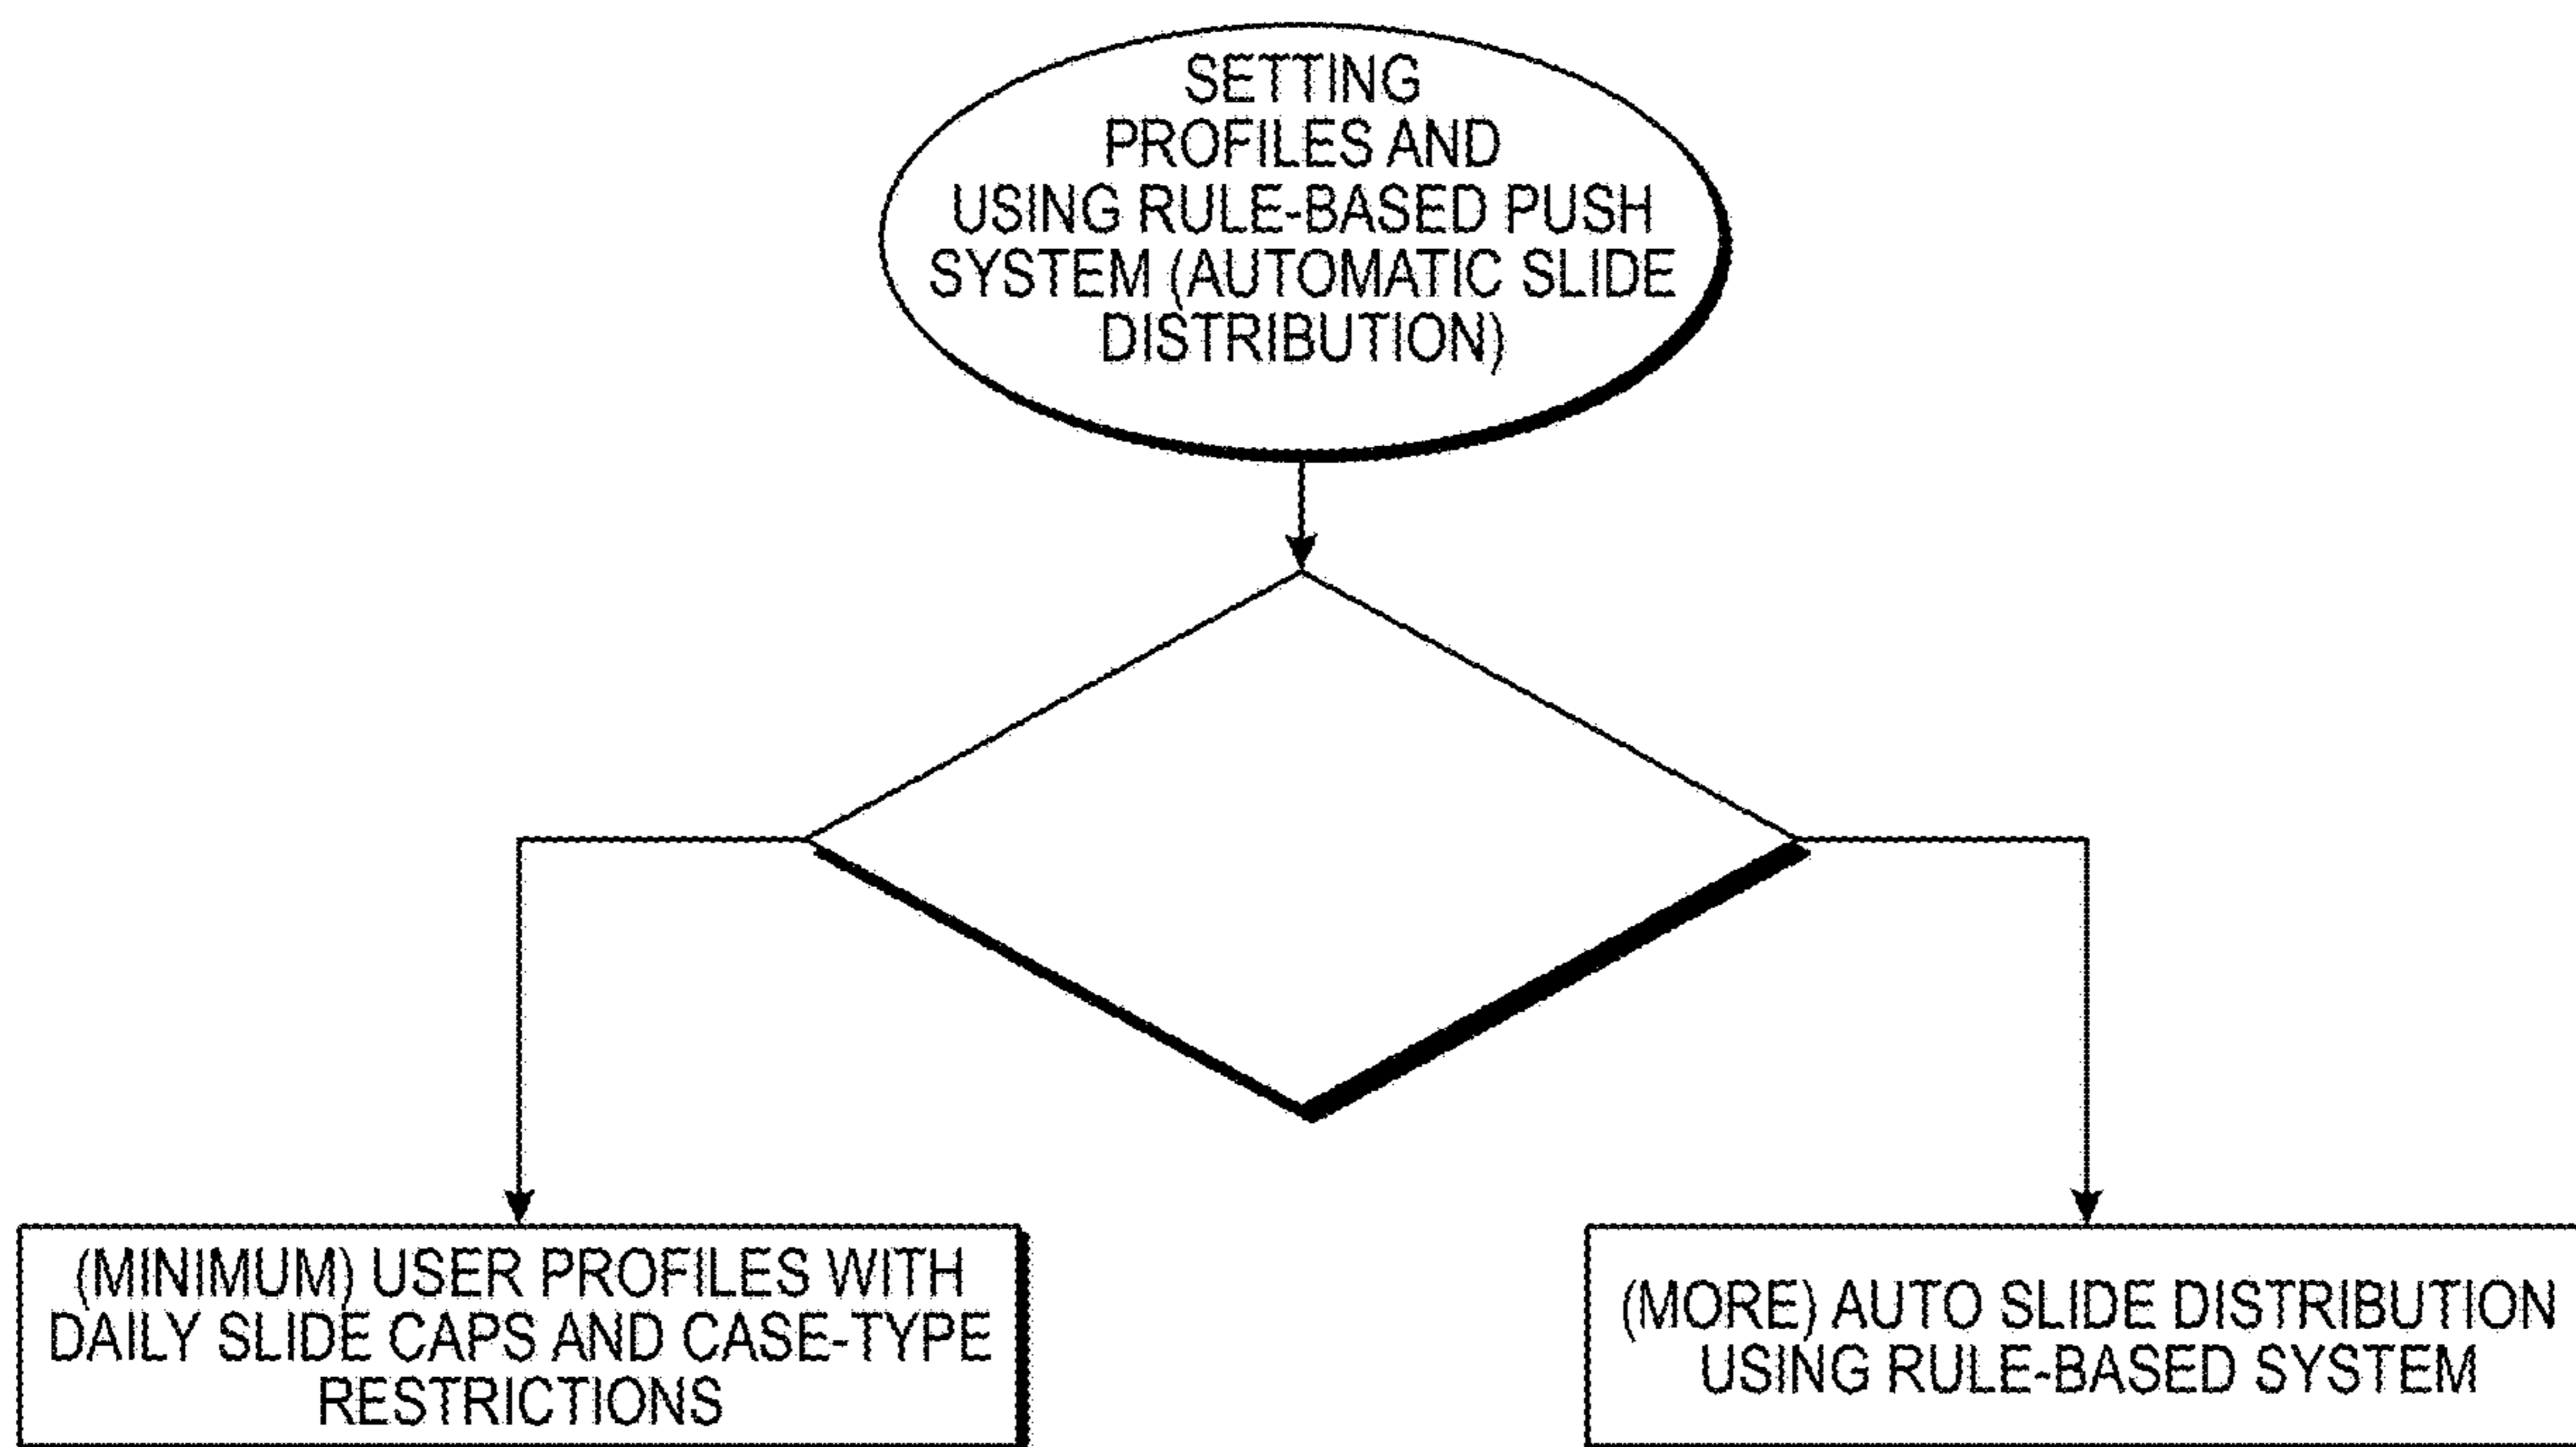 SETTING
PROFILES AND
USING RULE-BASED PUSH
SYSTEM (AUTOMATIC SLIDE
DISTRIBUTION)
(MINIMUM) USER PROFILES WITH
DAILY SLIDE CAPS AND CASE-TYPE
RESTRICTIONS
(MORE) AUTO SLIDE DISTRIBUTION
USING RULE-BASED SYSTEM